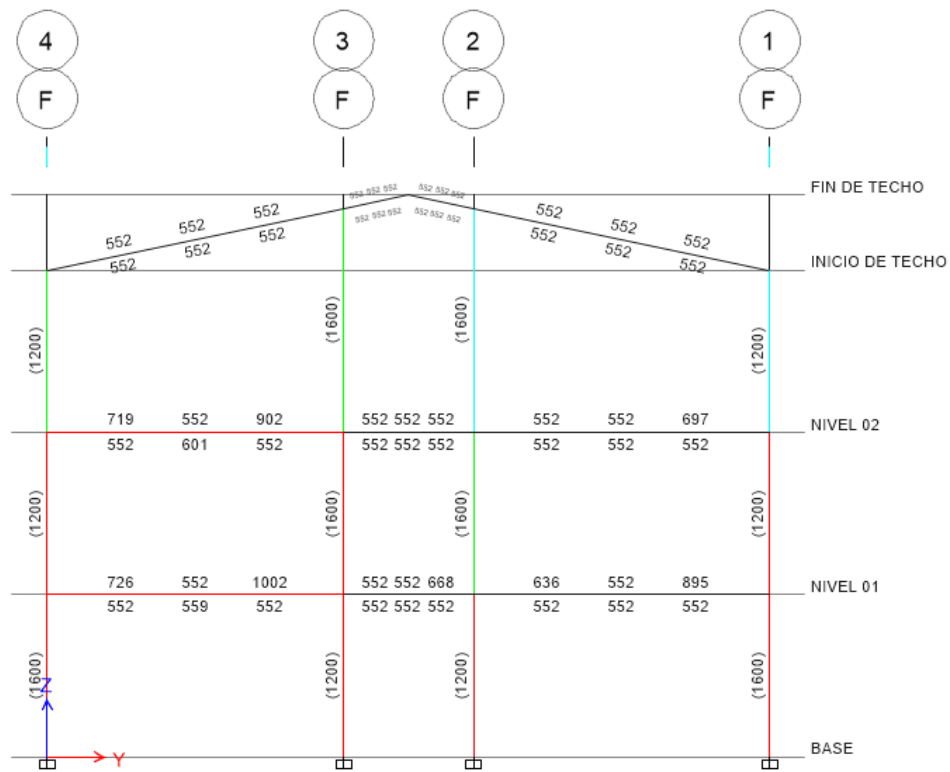 4 3 2 1
F F F F
FIN DE TECHO
552 552 552 552 552 552
552 552 552 552 552 552
552 552 552 552 552 552
552 552 552 552 552 552
INICIO DE TECHO
(1200) (1600) (1600) (1200)
719 552 902 552 552 552 552 552 697
NIVEL 02
552 601 552 552 552 552 552 552 552
(1200) (1600) (1600) (1200)
726 552 1002 552 552 668 636 552 895
NIVEL 01
552 559 552 552 552 552 552 552 552
(1600) (1200) (1200) (1600)
Z
Y
BASE